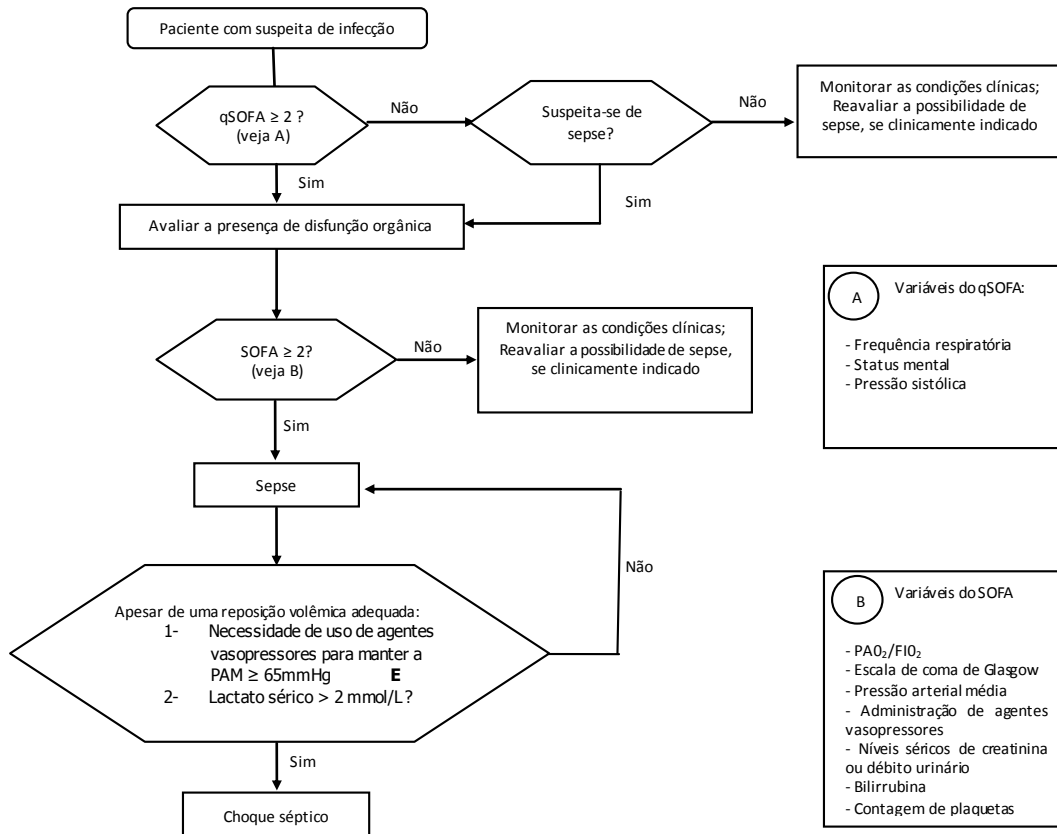 Paciente com suspeita de infecção
qSOFA ≥ 2 ?
(veja A)
Não
Suspeita-se de
sepse?
Não
Monitorar as condições clínicas;
Reavaliar a possibilidade de
sepse, se clinicamente indicado
Sim
Sim
Avaliar a presença de disfunção orgânica
A
Variáveis do qSOFA:
- Frequência respiratória
- Status mental
- Pressão sistólica
SOFA ≥ 2?
(veja B)
Não
Monitorar as condições clínicas;
Reavaliar a possibilidade de sepse,
se clinicamente indicado
Sim
Sepse
Não
Apesar de uma reposição volêmica adequada:
1- Necessidade de uso de agentes
vasopressores para manter a
PAM ≥ 65mmHg E
2- Lactato sérico > 2 mmol/L ?
B
Variáveis do SOFA
- PA0₂/FI0₂
- Escala de coma de Glasgow
- Pressão arterial média
- Administração de agentes
vasopressores
- Níveis séricos de creatinina
ou débito urinário
- Bilirrubina
- Contagem de plaquetas
Sim
Choque séptico